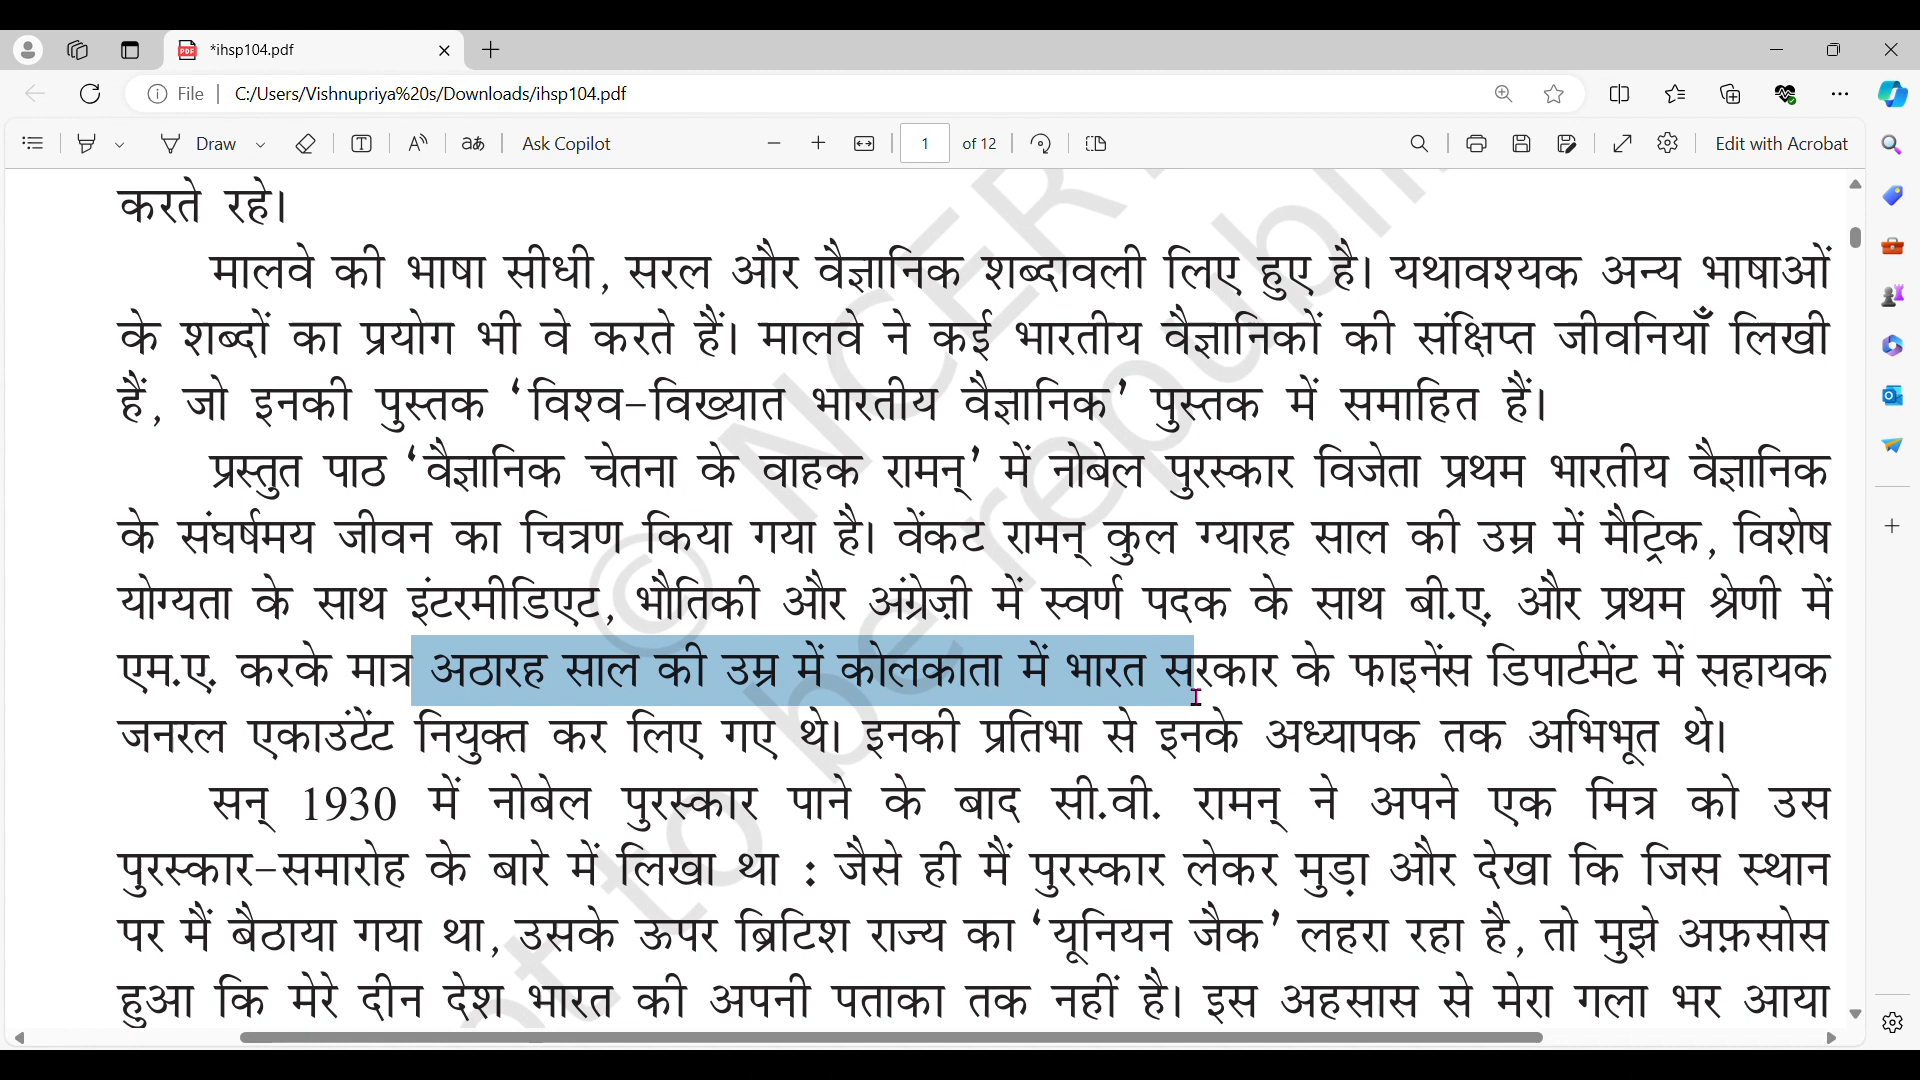 *ihsp104.pdf
File C:/Users/Vishnupriya%20s/Downloads/ihsp104.pdf
Draw T aあ Ask Copilot 1 of 12 Edit with Acrobat
करते रहे।
मालवे की भाषा सीधी, सरल और वैज्ञानिक शब्दावली लिए हुए है। यथावश्यक अन्य भाषाओं
के शब्दों का प्रयोग भी वे करते हैं। मालवे ने कई भारतीय वैज्ञानिकों की संक्षिप्त जीवनियाँ लिखी
हैं, जो इनकी पुस्तक ‘विश्व-विख्यात भारतीय वैज्ञानिक’ पुस्तक में समाहित हैं।
प्रस्तुत पाठ ‘वैज्ञानिक चेतना के वाहक रामन्’ में नोबेल पुरस्कार विजेता प्रथम भारतीय वैज्ञानिक
के संघर्षमय जीवन का चित्रण किया गया है। वेंकट रामन् कुल ग्यारह साल की उम्र में मैट्रिक, विशेष
योग्यता के साथ इंटरमीडिएट, भौतिकी और अंग्रेज़ी में स्वर्ण पदक के साथ बी.ए. और प्रथम श्रेणी में
एम.ए. करके मात्र अठारह साल की उम्र में कोलकाता में भारत सरकार के फाइनेंस डिपार्टमेंट में सहायक
जनरल एकाउंटेंट नियुक्त कर लिए गए थे। इनकी प्रतिभा से इनके अध्यापक तक अभिभूत थे।
सन् 1930 में नोबेल पुरस्कार पाने के बाद सी.वी. रामन् ने अपने एक मित्र को उस
पुरस्कार-समारोह के बारे में लिखा था : जैसे ही मैं पुरस्कार लेकर मुड़ा और देखा कि जिस स्थान
पर मैं बैठाया गया था, उसके ऊपर ब्रिटिश राज्य का ‘यूनियन जैक’ लहरा रहा है, तो मुझे अफ़सोस
हुआ कि मेरे दीन देश भारत की अपनी पताका तक नहीं है। इस अहसास से मेरा गला भर आया
© NCER
to be republi